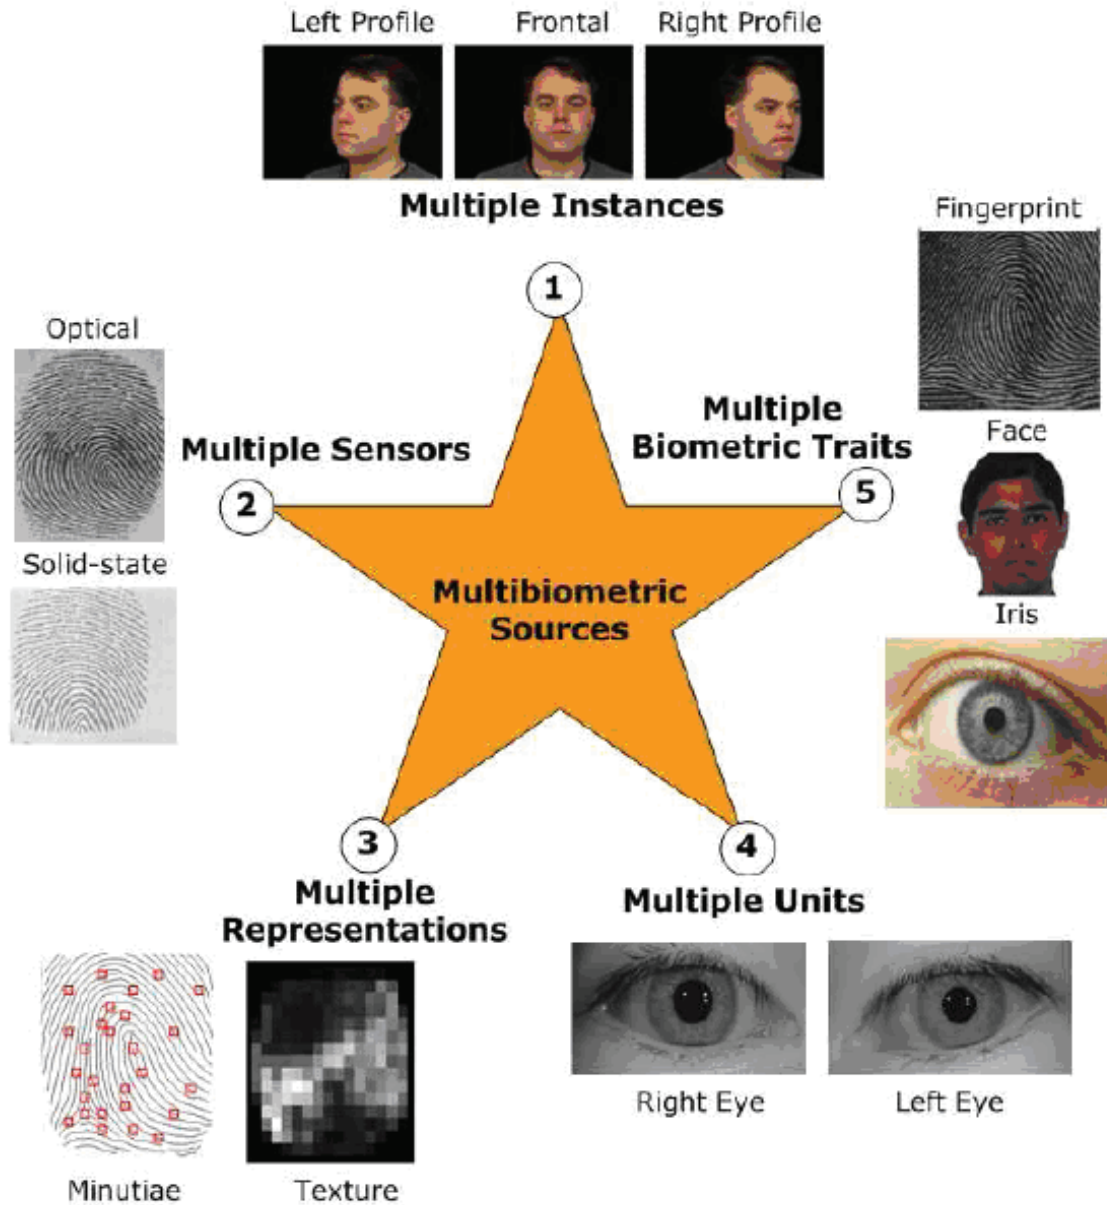 Left Profile
Frontal
Right Profile
Multiple Instances
1
Optical
Solid-state
Multiple Sensors
2
Multiple
Biometric Traits
5
Fingerprint
Face
Iris
Multibiometric
Sources
3
Multiple
Representations
Minutiae
Texture
4
Multiple Units
Right Eye
Left Eye